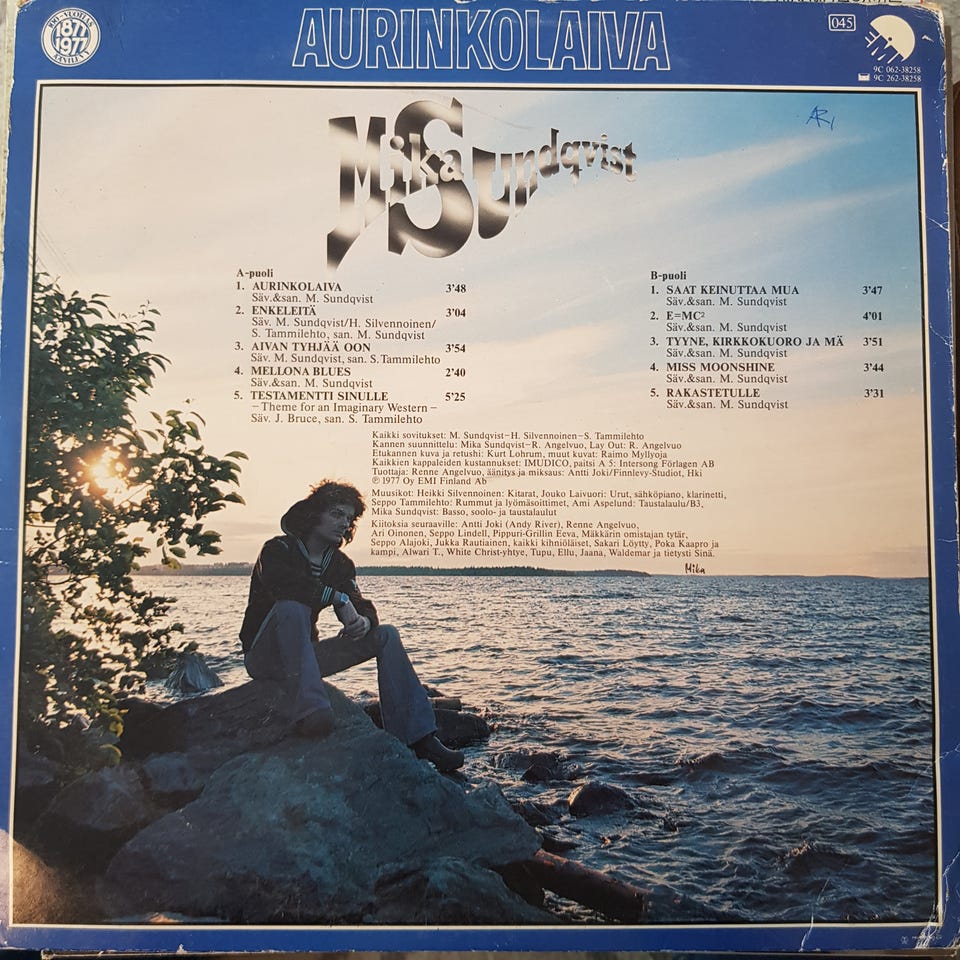 100-VUOTIAS
1877
1977
ÄÄNILEVY
AURINKOLAIVA
045
EMI
9C 062-38258
9C 262-38258
Mika Sundqvist
A-puoli
1. AURINKOLAIVA 3'48
Säv.&san. M. Sundqvist
2. ENKELEITÄ 3'04
Säv. M. Sundqvist/H. Silvennoinen/
S. Tammilehto, san. M. Sundqvist
3. AIVAN TYHJÄÄ OON 3'54
Säv. M. Sundqvist, san. S. Tammilehto
4. MELLONA BLUES 2'40
Säv.&san. M. Sundqvist
5. TESTAMENTTI SINULLE 5'25
– Theme for an Imaginary Western –
Säv. J. Bruce, san. S. Tammilehto
B-puoli
1. SAAT KEINUTTAA MUA 3'47
Säv.&san. M. Sundqvist
2. E=MC² 4'01
Säv.&san. M. Sundqvist
3. TYYNE, KIRKKOKUORO JA MÄ 3'51
Säv.&san. M. Sundqvist
4. MISS MOONSHINE 3'44
Säv.&san. M. Sundqvist
5. RAKASTETULLE 3'31
Säv.&san. M. Sundqvist
Kaikki sovitukset: M. Sundqvist–H. Silvennoinen–S. Tammilehto
Kannen suunnittelu: Mika Sundqvist–R. Angelvuo, Lay Out: R. Angelvuo
Etukannen kuva ja retushi: Kurt Lohrum, muut kuvat: Raimo Myllyoja
Kaikkien kappaleiden kustannukset: IMUDICO, paitsi A 5: Intersong Förlagen AB
Tuottaja: Renne Angelvuo, äänitys ja miksaus: Antti Joki/Finnlevy-Studiot, Hki
℗ 1977 Oy EMI Finland Ab
Muusikot: Heikki Silvennoinen: Kitarat, Jouko Laivuori: Urut, sähköpiano, klarinetti,
Seppo Tammilehto: Rummut ja lyömäsoittimet, Ami Aspelund: Taustalaulu/B3,
Mika Sundqvist: Basso, soolo- ja taustalaulut
Kiitoksia seuraaville: Antti Joki (Andy River), Renne Angelvuo,
Ari Oinonen, Seppo Lindell, Pippuri-Grillin Eeva, Mäkkärin omistajan tytär,
Seppo Alajoki, Jukka Rautiainen, kaikki kihniöläiset, Sakari Löytty, Poka Kaapro ja
kampi, Alwari T., White Christ-yhtye, Tupu, Ellu, Jaana, Waldemar ja tietysti Sinä.
Mika